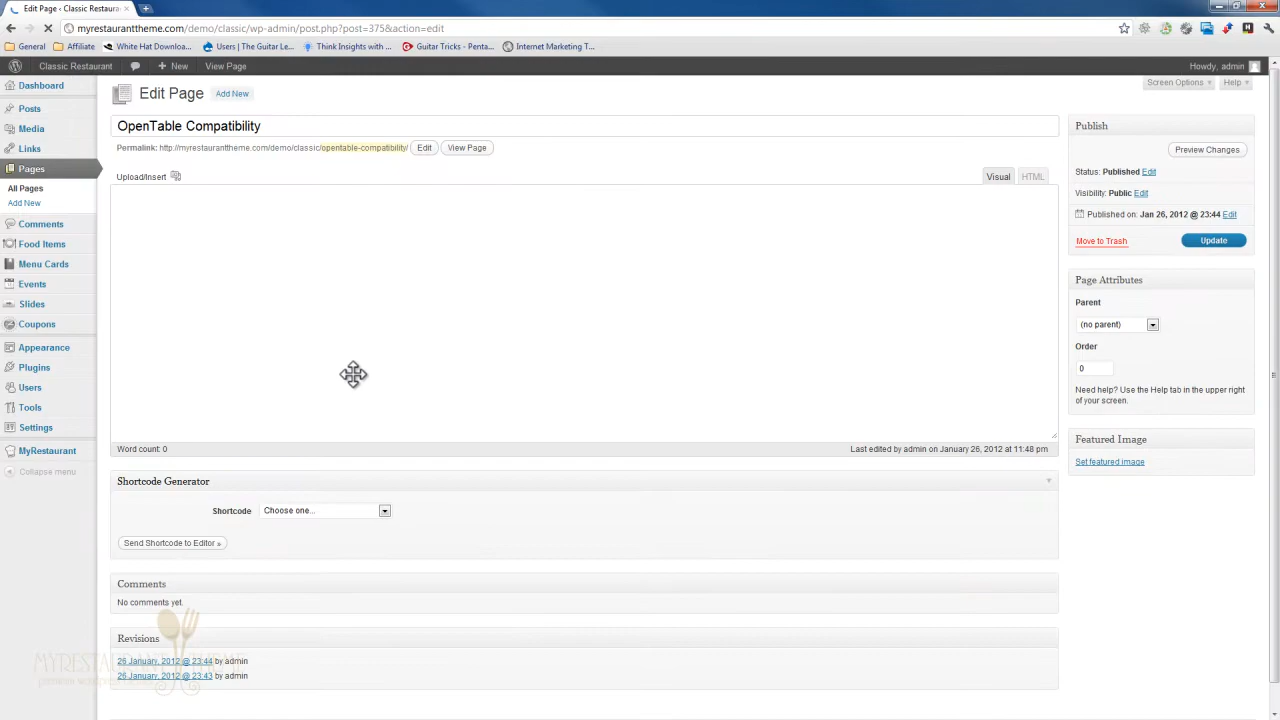 Edit Page ‹ Classic Restaura
myrestauranttheme.com/demo/classic/wp-admin/post.php?post=375&action=edit
General Affiliate White Hat Downloa... Users | The Guitar Le... Think Insights with ... Guitar Tricks - Penta... Internet Marketing T...
Classic Restaurant + New View Page Howdy, admin
Screen Options Help
Dashboard
Posts
Media
Links
Pages
All Pages
Add New
Comments
Food Items
Menu Cards
Events
Slides
Coupons
Appearance
Plugins
Users
Tools
Settings
MyRestaurant
Collapse menu
Edit Page Add New
OpenTable Compatibility
Permalink: http://myrestauranttheme.com/demo/classic/opentable-compatibility/ Edit View Page
Upload/Insert Visual HTML
Word count: 0 Last edited by admin on January 26, 2012 at 11:48 pm
Shortcode Generator
Shortcode Choose one...
Send Shortcode to Editor »
Comments
No comments yet.
Revisions
26 January, 2012 @ 23:44 by admin
26 January, 2012 @ 23:43 by admin
Publish
Preview Changes
Status: Published Edit
Visibility: Public Edit
Published on: Jan 26, 2012 @ 23:44 Edit
Move to Trash Update
Page Attributes
Parent
(no parent)
Order
0
Need help? Use the Help tab in the upper right
of your screen.
Featured Image
Set featured image
MYRESTAURANTTHEME